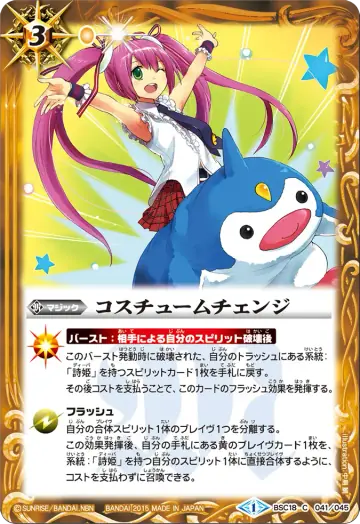 3
マジック コスチュームチェンジ
バースト:相手による自分のスピリット破壊後
このバースト発動時に破壊された、自分のトラッシュにある系統:
「詩姫」を持つスピリットカード1枚を手札に戻す。
その後コストを支払うことで、このカードのフラッシュ効果を発揮する。
フラッシュ
自分の合体スピリット1体のブレイヴ1つを分離する。
この効果発揮後、自分の手札にある黄のブレイヴカード1枚を、
系統:「詩姫」を持つ自分のスピリット1体に直接合体するように、
コストを支払わずに召喚できる。
©SUNRISE/BANDAI,NBN BANDAI 2015 MADE IN JAPAN 1 BSC18 - C 041/045